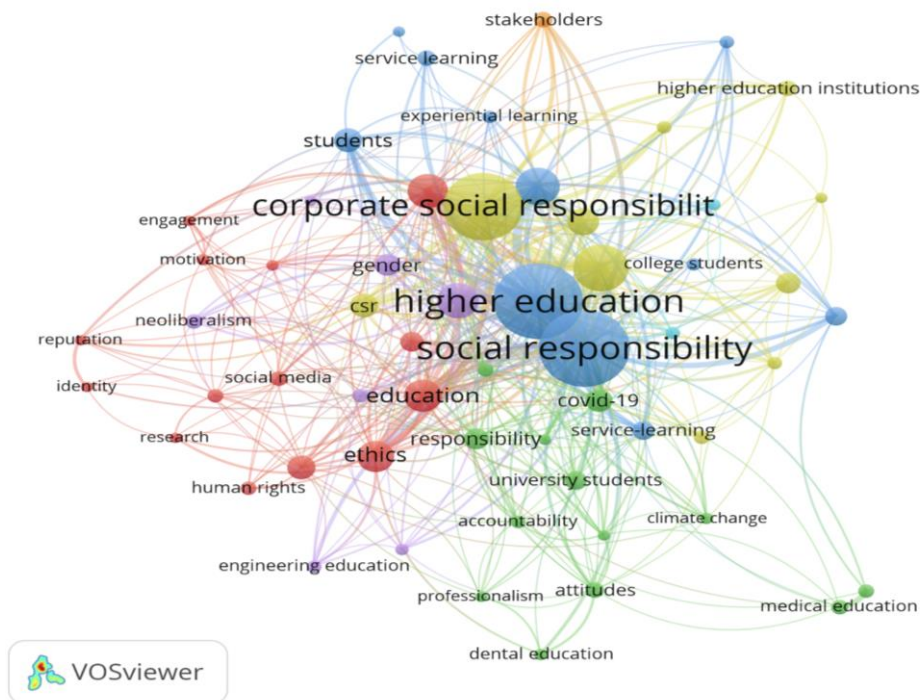 stakeholders
service learning
higher education institutions
experiential learning
students
corporate social responsibilit
engagement
motivation
gender
college students
csr
higher education
neoliberalism
reputation
social responsibility
social media
identity
education
covid-19
research
responsibility
service-learning
ethics
human rights
university students
accountability
climate change
engineering education
professionalism
attitudes
medical education
dental education
VOSviewer